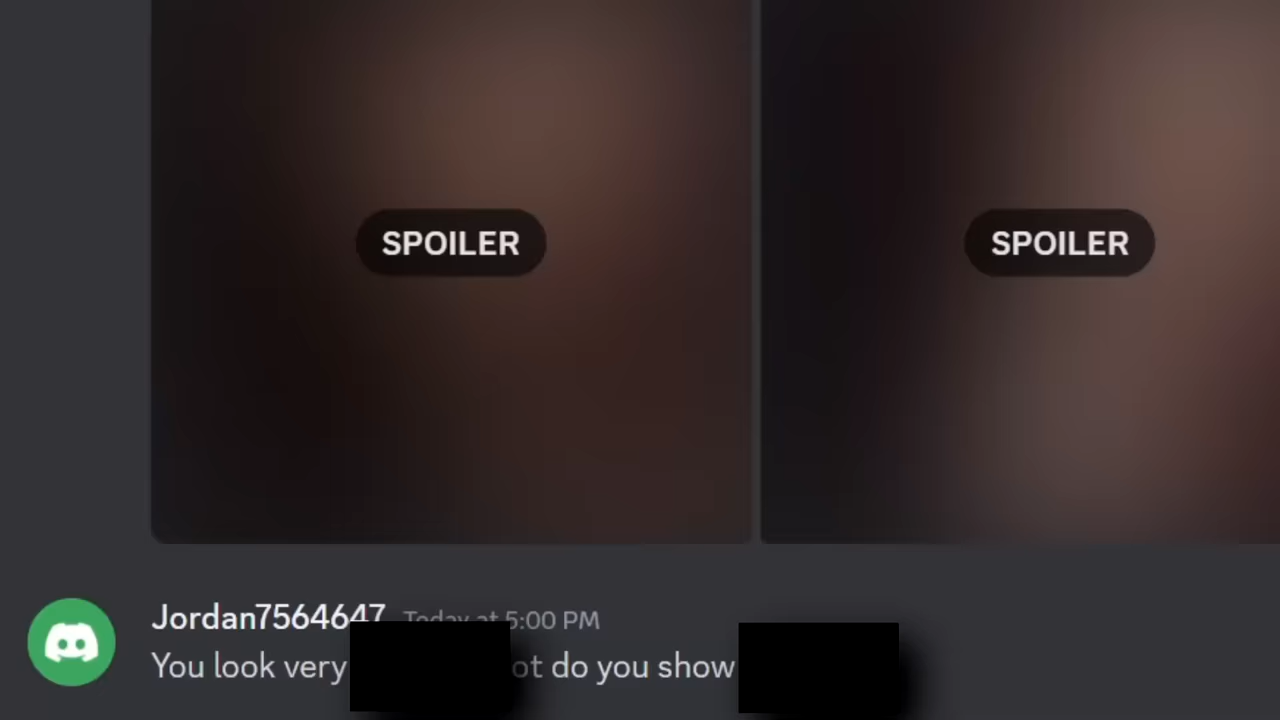 SPOILER SPOILER
Jordan7564647 Today at 5:00 PM
You look very ot do you show